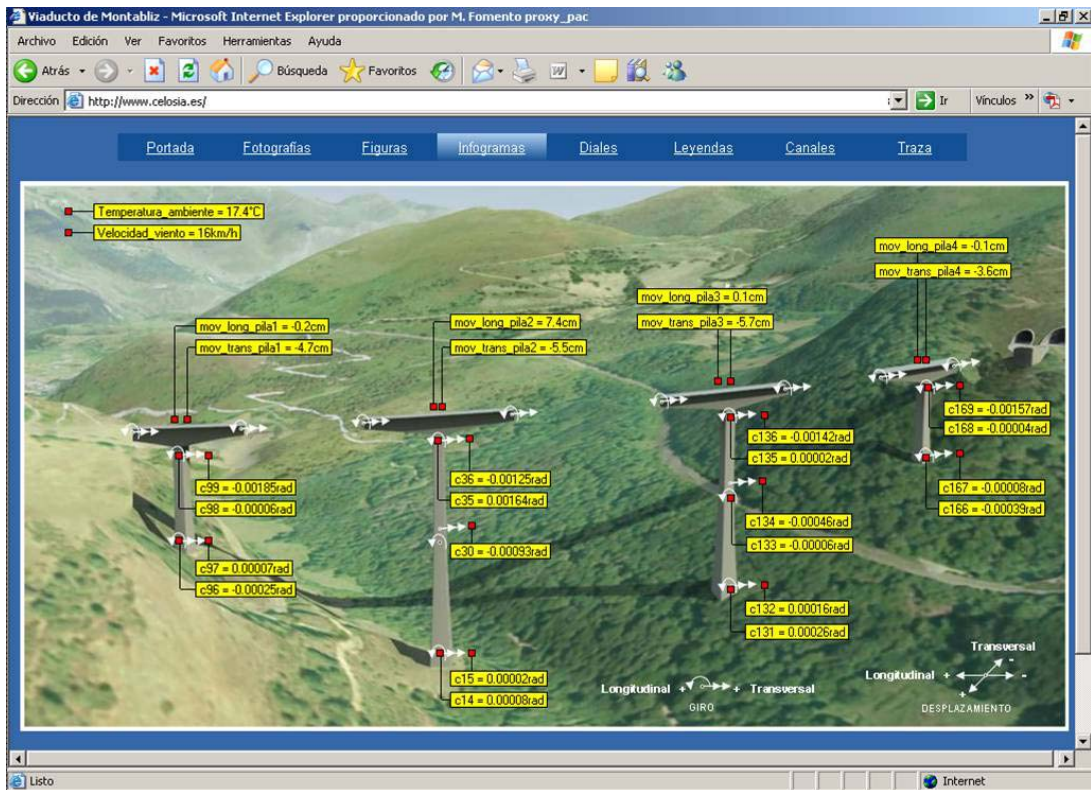 Viaducto de Montabliz - Microsoft Internet Explorer proporcionado por M. Fomento proxy_pac
Archivo Edición Ver Favoritos Herramientas Ayuda
Atrás Búsqueda Favoritos
Dirección http://www.celosia.es/ Ir Vínculos »
Portada Fotografías Figuras Infogramas Diales Leyendas Canales Traza
Temperatura_ambiente = 17.4°C
Velocidad_viento = 16km/h
mov_long_pila4 = -0.1cm
mov_trans_pila4 = -3.6cm
mov_long_pila3 = 0.1cm
mov_trans_pila3 = -5.7cm
mov_long_pila2 = 7.4cm
mov_trans_pila2 = -5.5cm
mov_long_pila1 = -0.2cm
mov_trans_pila1 = -4.7cm
c169 = -0.00157rad
c168 = -0.00004rad
c136 = -0.00142rad
c135 = 0.00002rad
c36 = -0.00125rad
c35 = 0.00164rad
c99 = -0.00185rad
c98 = -0.00006rad
c167 = -0.00008rad
c166 = -0.00039rad
c134 = -0.00046rad
c133 = -0.00006rad
c30 = -0.00093rad
c97 = 0.00007rad
c96 = -0.00025rad
c132 = 0.00016rad
c131 = 0.00026rad
c15 = 0.00002rad
c14 = 0.00008rad
Longitudinal + + Transversal
GIRO
Transversal
-
Longitudinal + -
+
DESPLAZAMIENTO
Listo Internet